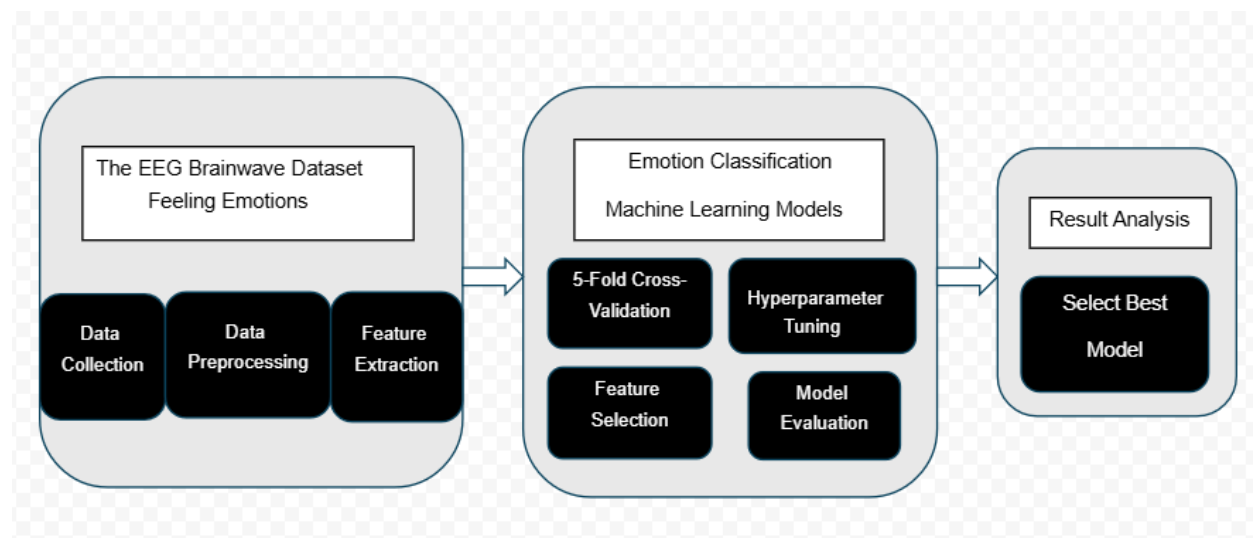 The EEG Brainwave Dataset
Feeling Emotions
Data
Collection
Data
Preprocessing
Feature
Extraction
Emotion Classification
Machine Learning Models
5-Fold Cross-
Validation
Hyperparameter
Tuning
Feature
Selection
Model
Evaluation
Result Analysis
Select Best
Model